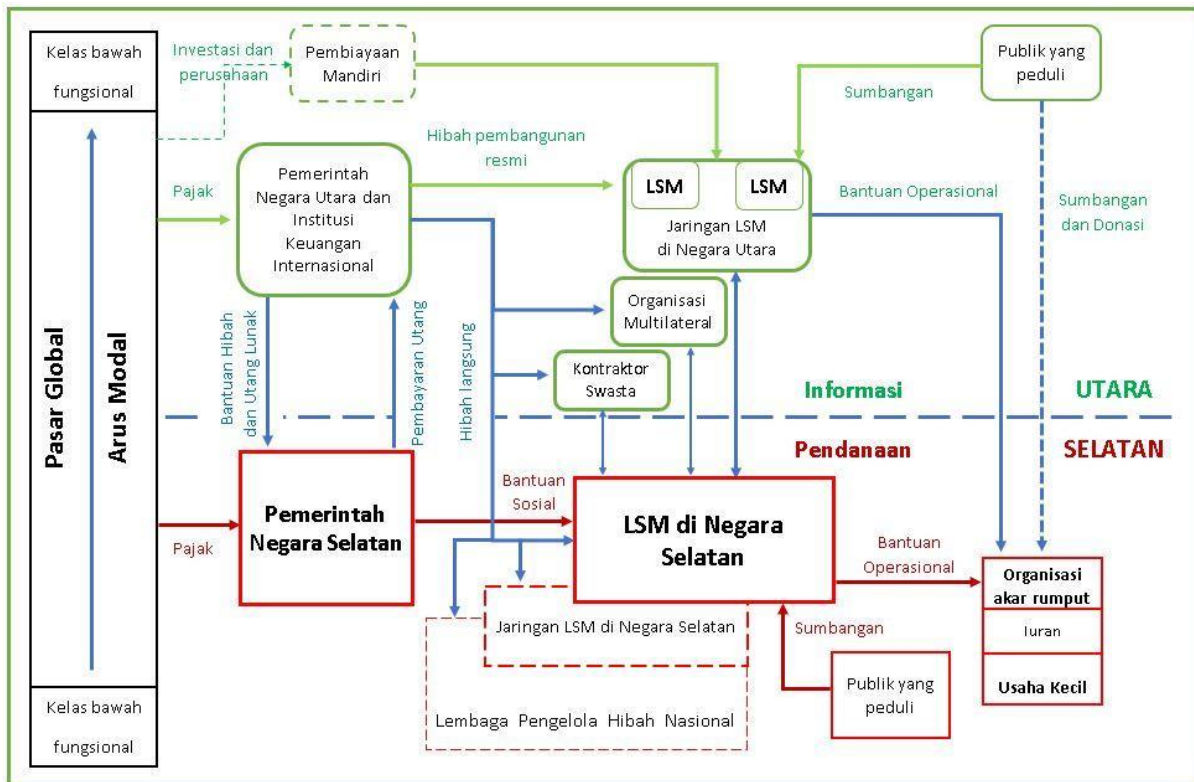 Kelas bawah
fungsional
Investasi dan
perusahaan
Pembiayaan
Mandiri
Publik yang
peduli
Sumbangan
Hibah pembangunan
resmi
Pajak
Pemerintah
Negara Utara dan
Institusi
Keuangan
Internasional
LSM
LSM
Jaringan LSM
di Negara Utara
Bantuan Operasional
Sumbangan
dan Donasi
Pasar Global
Arus Modal
Bantuan Hibah
dan Utang Lunak
Pembayaran Utang
Hibah langsung
Organisasi
Multilateral
Kontraktor
Swasta
Informasi
UTARA
Pendanaan
SELATAN
Pajak
Pemerintah
Negara Selatan
Bantuan
Sosial
LSM di Negara
Selatan
Bantuan
Operasional
Organisasi
akar rumput
Iuran
Usaha Kecil
Jaringan LSM di Negara Selatan
Sumbangan
Publik yang
peduli
Lembaga Pengelola Hibah Nasional
Kelas bawah
fungsional